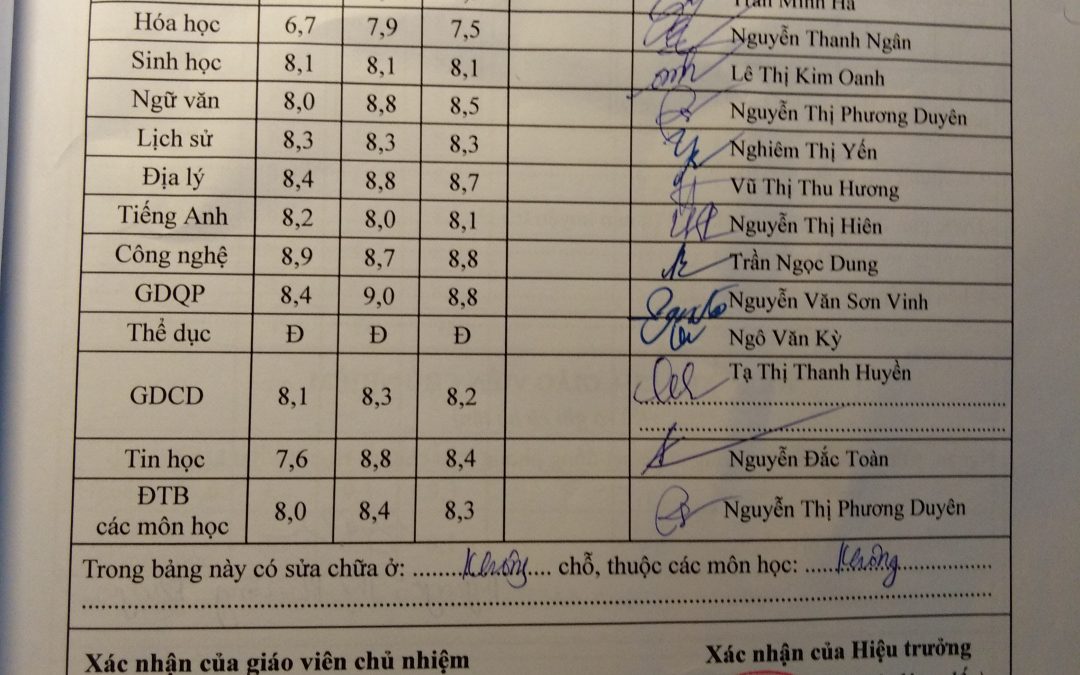 Trần Minh Hà
Hóa học 6,7 7,9 7,5 Nguyễn Thanh Ngân
Sinh học 8,1 8,1 8,1 Lê Thị Kim Oanh
Ngữ văn 8,0 8,8 8,5 Nguyễn Thị Phương Duyên
Lịch sử 8,3 8,3 8,3 Nghiêm Thị Yến
Địa lý 8,4 8,8 8,7 Vũ Thị Thu Hương
Tiếng Anh 8,2 8,0 8,1 Nguyễn Thị Hiên
Công nghệ 8,9 8,7 8,8 Trần Ngọc Dung
GDQP 8,4 9,0 8,8 Nguyễn Văn Sơn Vinh
Thể dục Đ Đ Đ Ngô Văn Kỳ
Tạ Thị Thanh Huyền
GDCD 8,1 8,3 8,2
Tin học 7,6 8,8 8,4 Nguyễn Đắc Toàn
ĐTB
các môn học 8,0 8,4 8,3 Nguyễn Thị Phương Duyên
Trong bảng này có sửa chữa ở: ........Không.... chỗ, thuộc các môn học: .....Không...............
Xác nhận của giáo viên chủ nhiệm Xác nhận của Hiệu trưởng